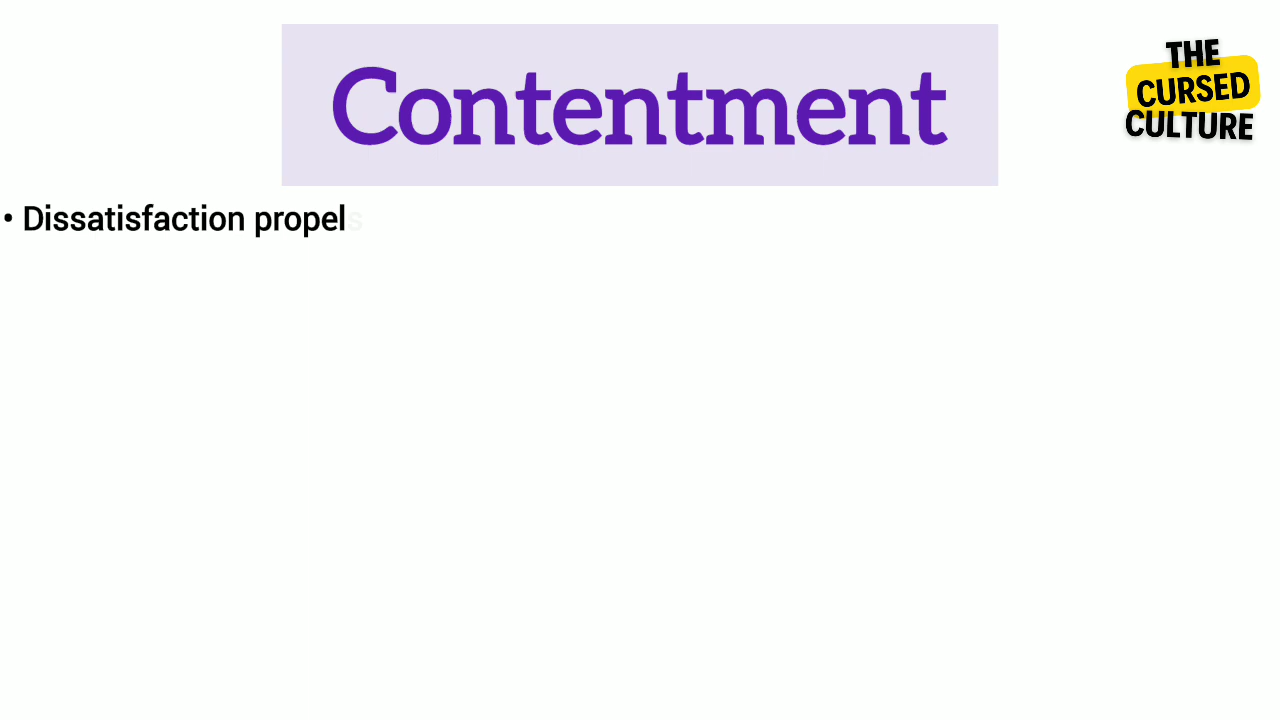 Contentment
THE
CURSED
CULTURE
• Dissatisfaction propels